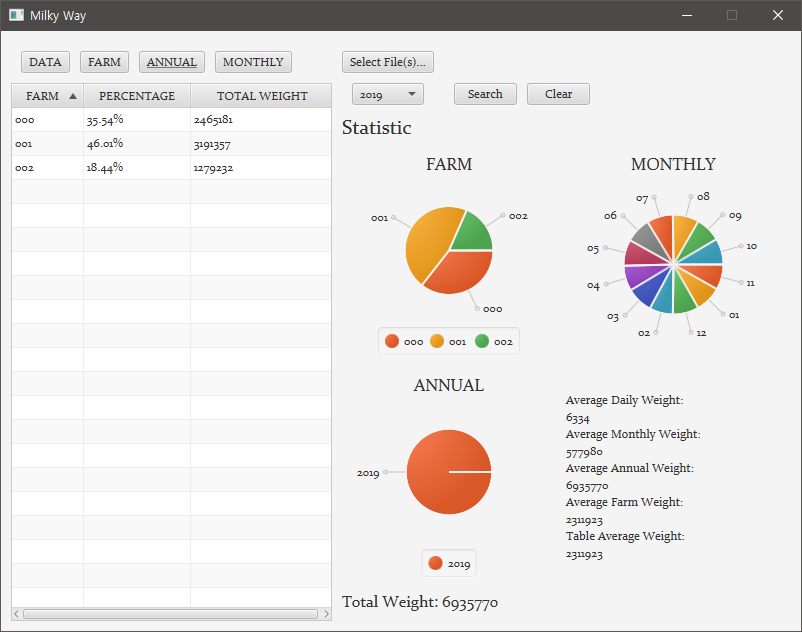 Milky Way
DATA FARM ANNUAL MONTHLY Select File(s)...
2019 Search Clear
FARM PERCENTAGE TOTAL WEIGHT
000 35.54% 2465181
001 46.01% 3191357
002 18.44% 1279232
Statistic
FARM
001
002
000
000 001 002
MONTHLY
07 08
06 09
05 10
04 11
03 01
02 12
ANNUAL
2019
2019
Average Daily Weight:
6334
Average Monthly Weight:
577980
Average Annual Weight:
6935770
Average Farm Weight:
2311923
Table Average Weight:
2311923
Total Weight: 6935770